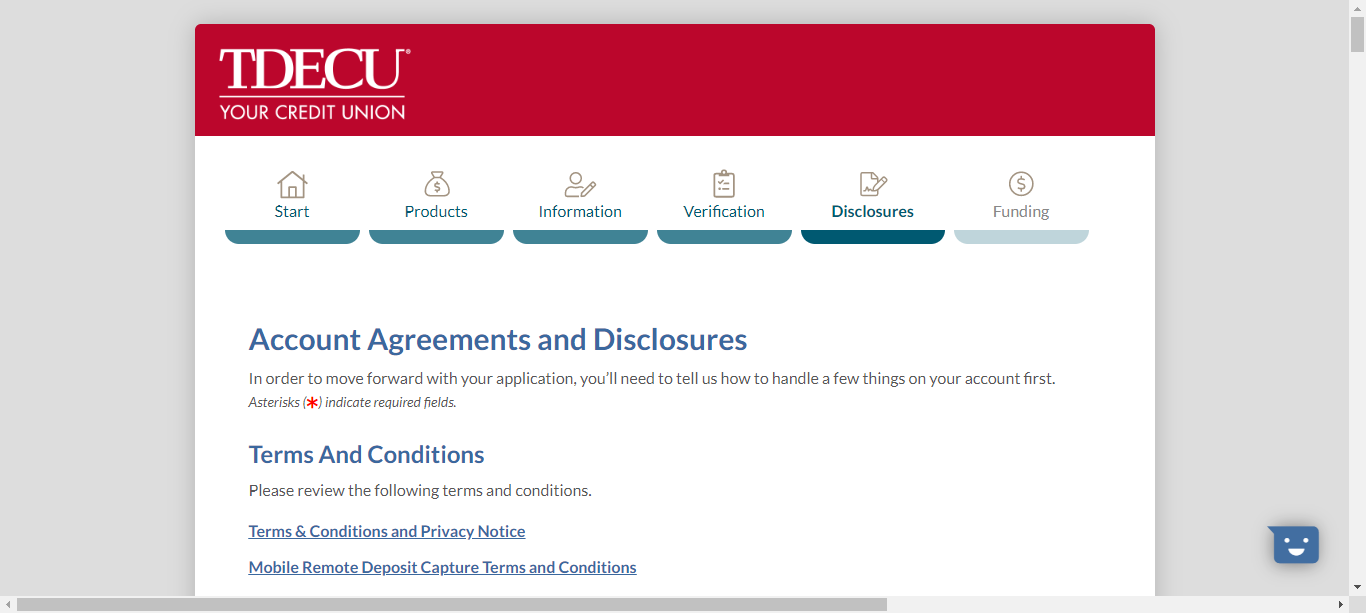 TDECU®
YOUR CREDIT UNION
Start
Products
Information
Verification
Disclosures
Funding
Account Agreements and Disclosures
In order to move forward with your application, you’ll need to tell us how to handle a few things on your account first.
Asterisks (*) indicate required fields.
Terms And Conditions
Please review the following terms and conditions.
Terms & Conditions and Privacy Notice
Mobile Remote Deposit Capture Terms and Conditions